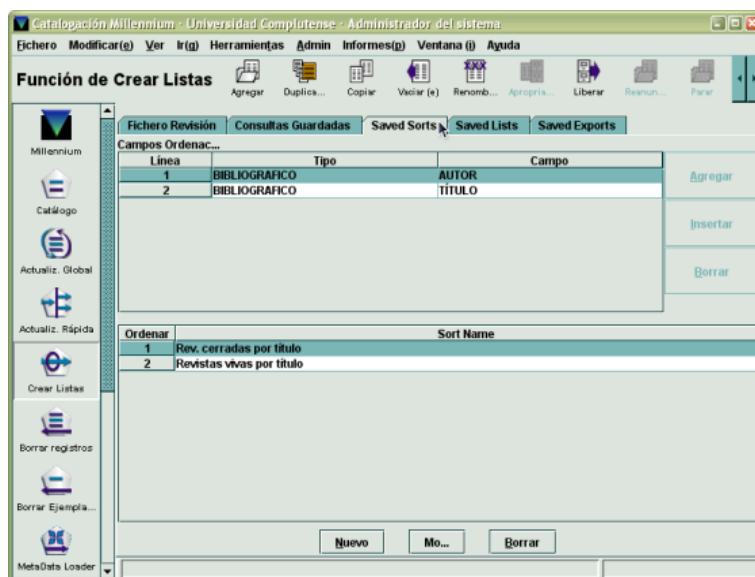 Catalogación Millennium · Universidad Complutense · Administrador del sistema
Fichero Modificar(e) Ver Ir(g) Herramientas Admin Informes(p) Ventana (i) Ayuda
Función de Crear Listas
Agregar Duplica... Copiar Vaciar (e) Renomb... Apropria... Liberar Reanun... Parar
Millennium
Catálogo
Actualiz. Global
Actualiz. Rápida
Crear Listas
Borrar registros
Borrar Ejempla...
MetaData Loader
Fichero Revisión Consultas Guardadas Saved Sorts Saved Lists Saved Exports
Campos Ordenac...
Línea Tipo Campo
1 BIBLIOGRAFICO AUTOR
2 BIBLIOGRAFICO TÍTULO
Agregar
Insertar
Borrar
Ordenar Sort Name
1 Rev. cerradas por título
2 Revistas vivas por título
Nuevo Mo... Borrar